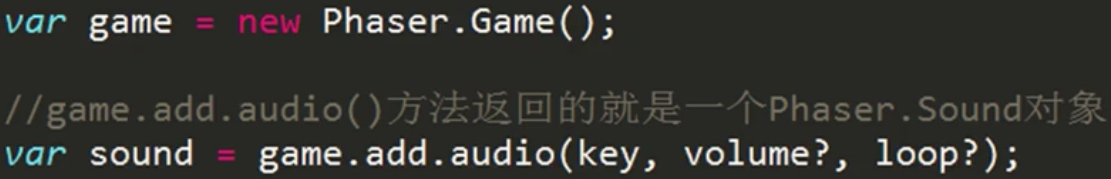 var game = new Phaser.Game();
//game.add.audio()方法返回的就是一个Phaser.Sound对象
var sound = game.add.audio(key, volume?, loop?);